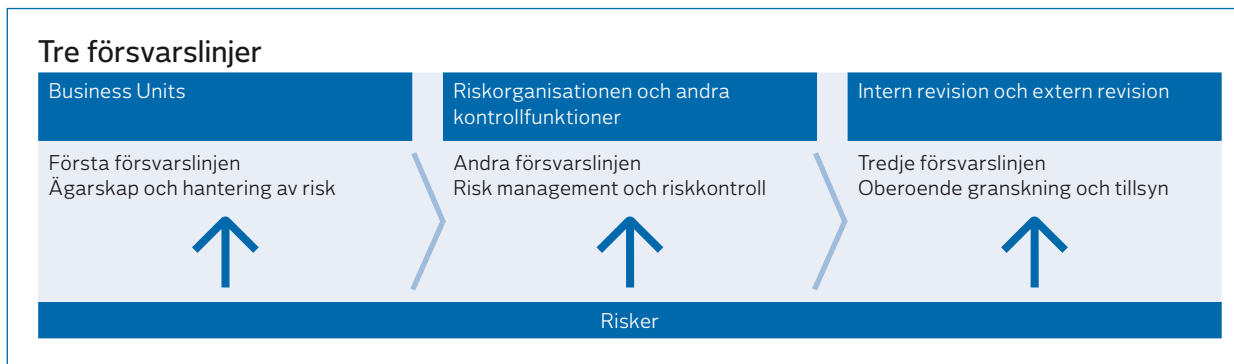 Tre försvarslinjer
Business Units
Riskorganisationen och andra
kontrollfunktioner
Intern revision och extern revision
Första försvarslinjen
Ägarskap och hantering av risk
Andra försvarslinjen
Risk management och riskkontroll
Tredje försvarslinjen
Oberoende granskning och tillsyn
Risker